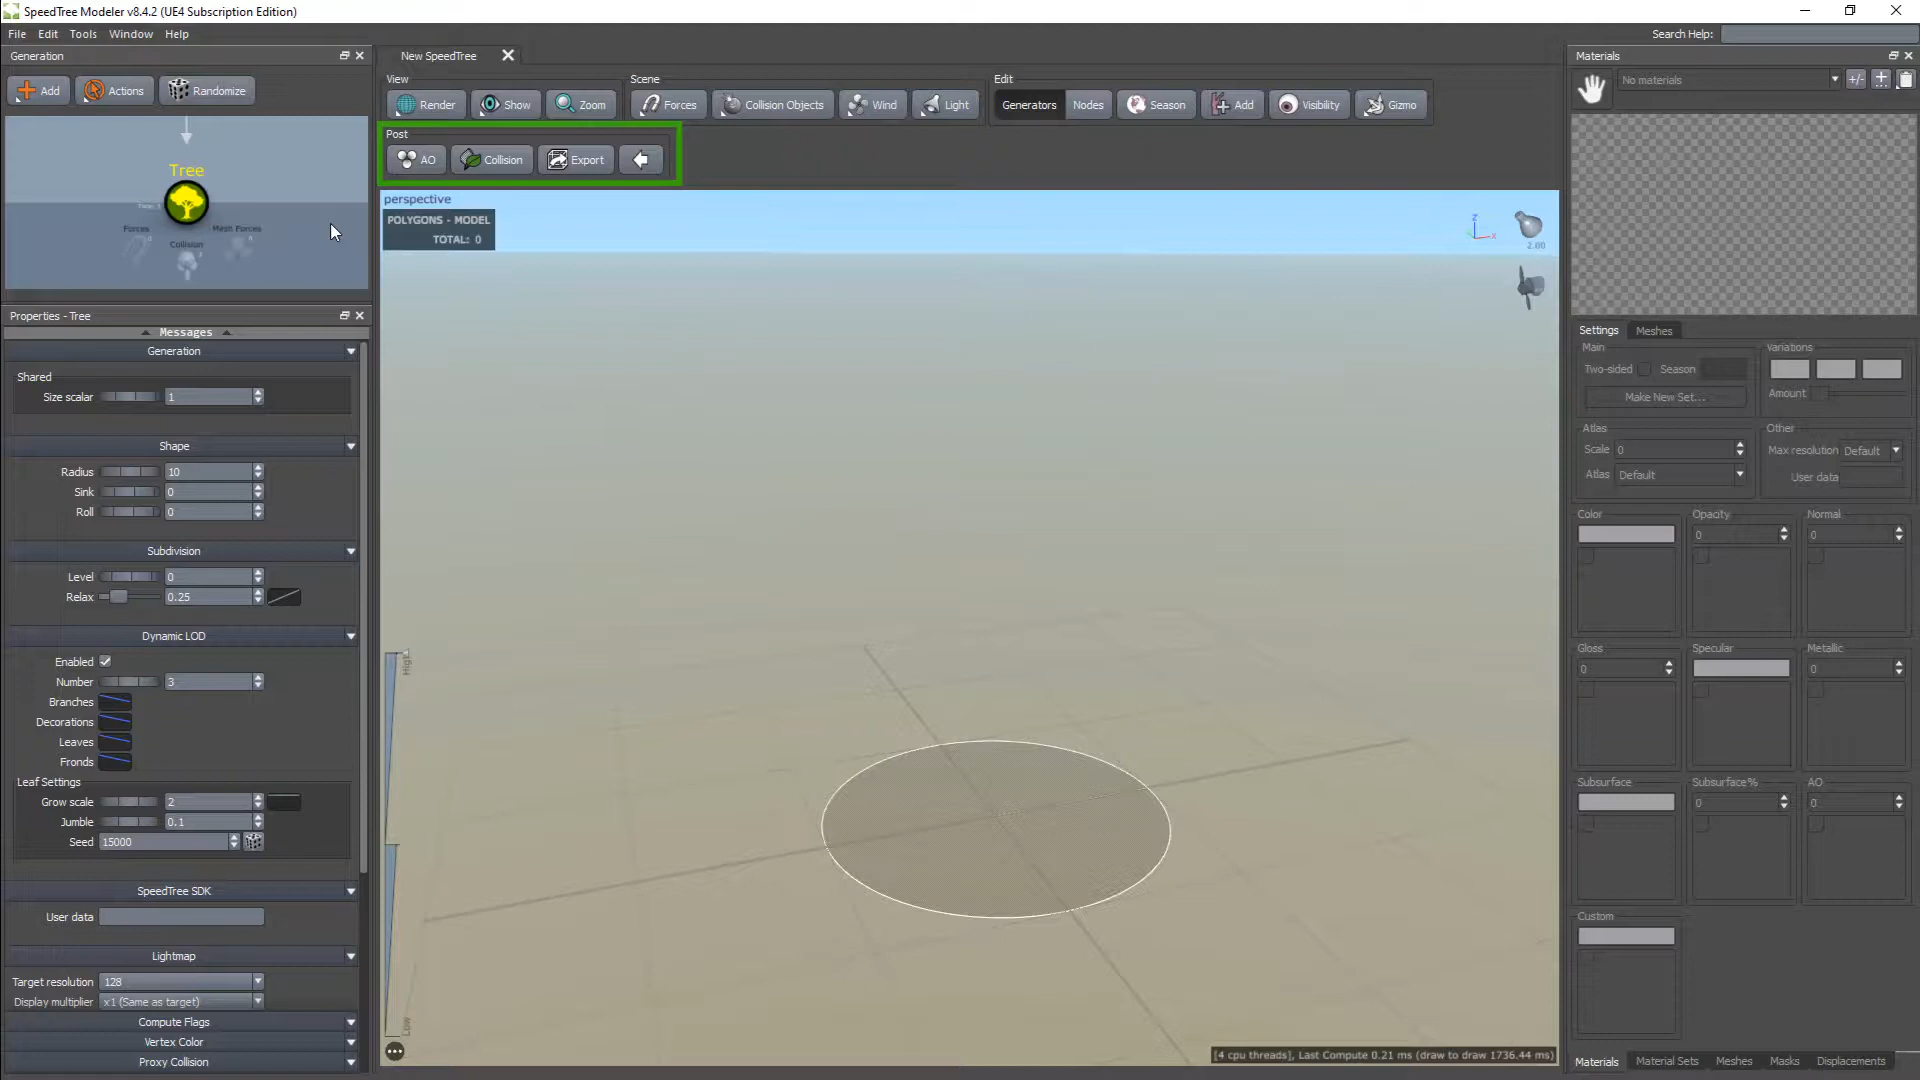 SpeedTree Modeler v8.4.2 (UE4 Subscription Edition)
File Edit Tools Window Help
Search Help:
Generation
Add Actions Randomize
Tree
Forces
Mesh Forces
Collision
Properties - Tree
Messages
Generation
Shared
Size scalar 1
Shape
Radius 10
Sink 0
Roll 0
Subdivision
Level 0
Relax 0.25
Dynamic LOD
Enabled
Number 3
Branches
Decorations
Leaves
Fronds
Leaf Settings
Grow scale 2
Jumble 0.1
Seed 15000
SpeedTree SDK
User data
Lightmap
Target resolution 128
Display multiplier x1 (Same as target)
Compute Flags
Vertex Color
Proxy Collision
New SpeedTree
View
Render Show Zoom
Scene
Forces Collision Objects Wind Light
Edit
Generators Nodes Season Add Visibility Gizmo
Post
AO Collision Export
perspective
POLYGONS - MODEL
TOTAL: 0
Z
X
2.00
High
Low
[4 cpu threads], Last Compute 0.21 ms (draw to draw 1736.44 ms)
Materials
No materials
+/-
Settings Meshes
Main
Two-sided Season
Make New Set...
Variations
Amount
Atlas
Scale 0
Atlas Default
Other
Max resolution Default
User data
Color Opacity Normal
0 0
Gloss Specular Metallic
0 0
Subsurface Subsurface% AO
0 0
Custom
Materials Material Sets Meshes Masks Displacements